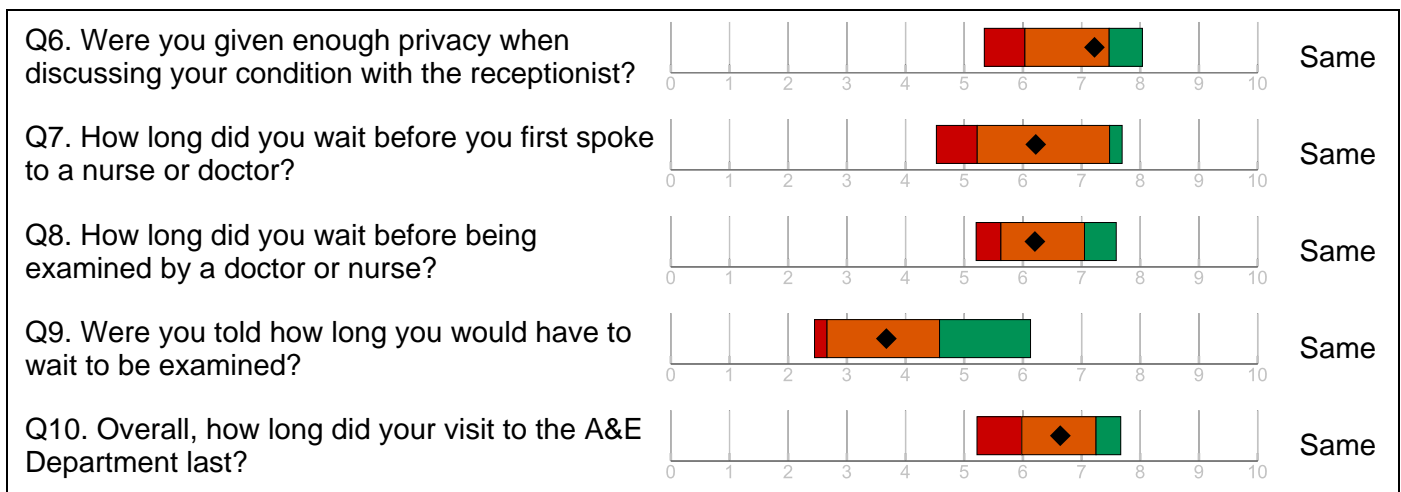 Q6. Were you given enough privacy when
discussing your condition with the receptionist?
0 1 2 3 4 5 6 7 8 9 10
Same
Q7. How long did you wait before you first spoke
to a nurse or doctor?
0 1 2 3 4 5 6 7 8 9 10
Same
Q8. How long did you wait before being
examined by a doctor or nurse?
0 1 2 3 4 5 6 7 8 9 10
Same
Q9. Were you told how long you would have to
wait to be examined?
0 1 2 3 4 5 6 7 8 9 10
Same
Q10. Overall, how long did your visit to the A&E
Department last?
0 1 2 3 4 5 6 7 8 9 10
Same